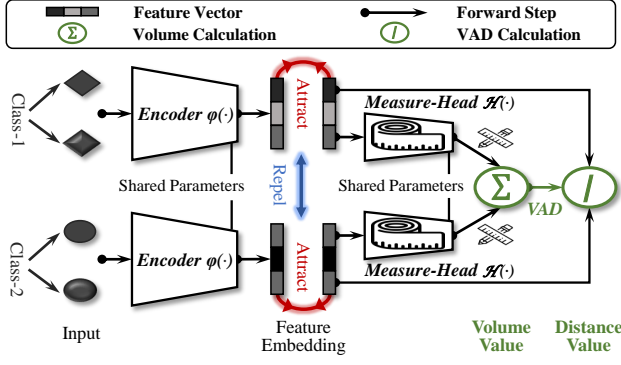 Feature Vector
Forward Step
Σ
Volume Calculation
/
VAD Calculation
Class-1
Encoder φ(·)
Attract
Measure-Head ℋ(·)
Shared Parameters
Repel
Shared Parameters
Σ
VAD
/
Class-2
Encoder φ(·)
Attract
Measure-Head ℋ(·)
Input
Feature
Embedding
Volume
Value
Distance
Value